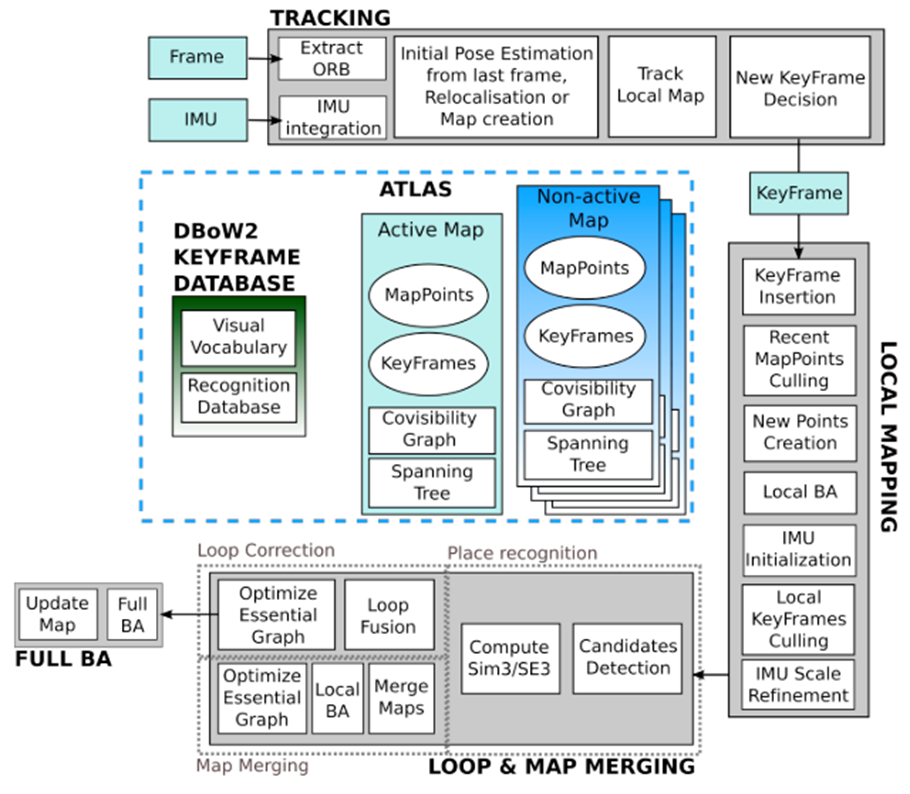 TRACKING
Frame
IMU
Extract
ORB
IMU
integration
Initial Pose Estimation
from last frame,
Relocalisation or
Map creation
Track
Local Map
New KeyFrame
Decision
KeyFrame
ATLAS
DBoW2
KEYFRAME
DATABASE
Visual
Vocabulary
Recognition
Database
Active Map
MapPoints
KeyFrames
Covisibility
Graph
Spanning
Tree
Non-active
Map
MapPoints
KeyFrames
Covisibility
Graph
Spanning
Tree
LOCAL MAPPING
KeyFrame
Insertion
Recent
MapPoints
Culling
New Points
Creation
Local BA
IMU
Initialization
Local
KeyFrames
Culling
IMU Scale
Refinement
Loop Correction
Place recognition
Optimize
Essential
Graph
Loop
Fusion
Compute
Sim3/SE3
Candidates
Detection
Update
Map
Full
BA
FULL BA
Optimize
Essential
Graph
Local
BA
Merge
Maps
Map Merging
LOOP & MAP MERGING